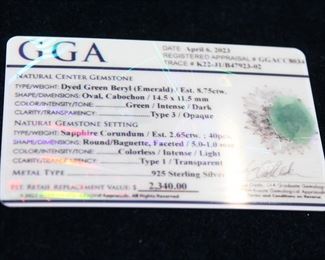 GGA
DATE April 6, 2023
REGISTERED APPRAISAL # GGACC8034
TRACE # K22-J1/B47923-02
NATURAL CENTER GEMSTONE
TYPE/WEIGHT: Dyed Green Beryl (Emerald) / Est. 8.75ctw.
SHAPE/DIMENSIONS: Oval, Cabochon / 14.5 x 11.5 mm
COLOR/INTENSITY/TONE: Green / Intense / Dark
CLARITY/TRANSPARENCY: Type 3 / Opaque
NATURAL GEMSTONE SETTING
TYPE/WEIGHT: Sapphire Corundum / Est. 2.65ctw. / 40pcs.
SHAPE/DIMENSIONS: Round/Baguette, Faceted / 5.0-1.0 mm
COLOR/INTENSITY/TONE: Colorless / Intense / Light
CLARITY/TRANSPARENCY: Type 1 / Transparent
METAL TYPE 925 Sterling Silver
EST. RETAIL REPLACEMENT VALUE: $ 2,340.00